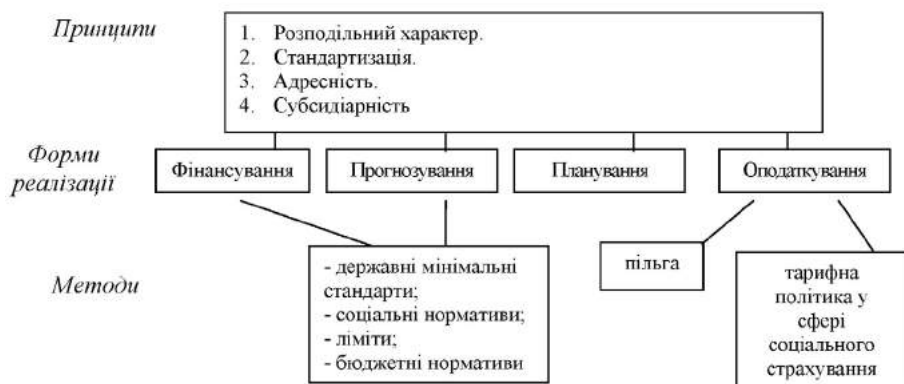 Принципи
1. Розподільний характер.
2. Стандартизація.
3. Адресність.
4. Субсидіарність
Форми
реалізації
Фінансування
Прогнозування
Планування
Оподаткування
Методи
- державні мінімальні
стандарти;
- соціальні нормативи;
- ліміти;
- бюджетні нормативи
пільга
тарифна
політика у
сфері
соціального
страхування